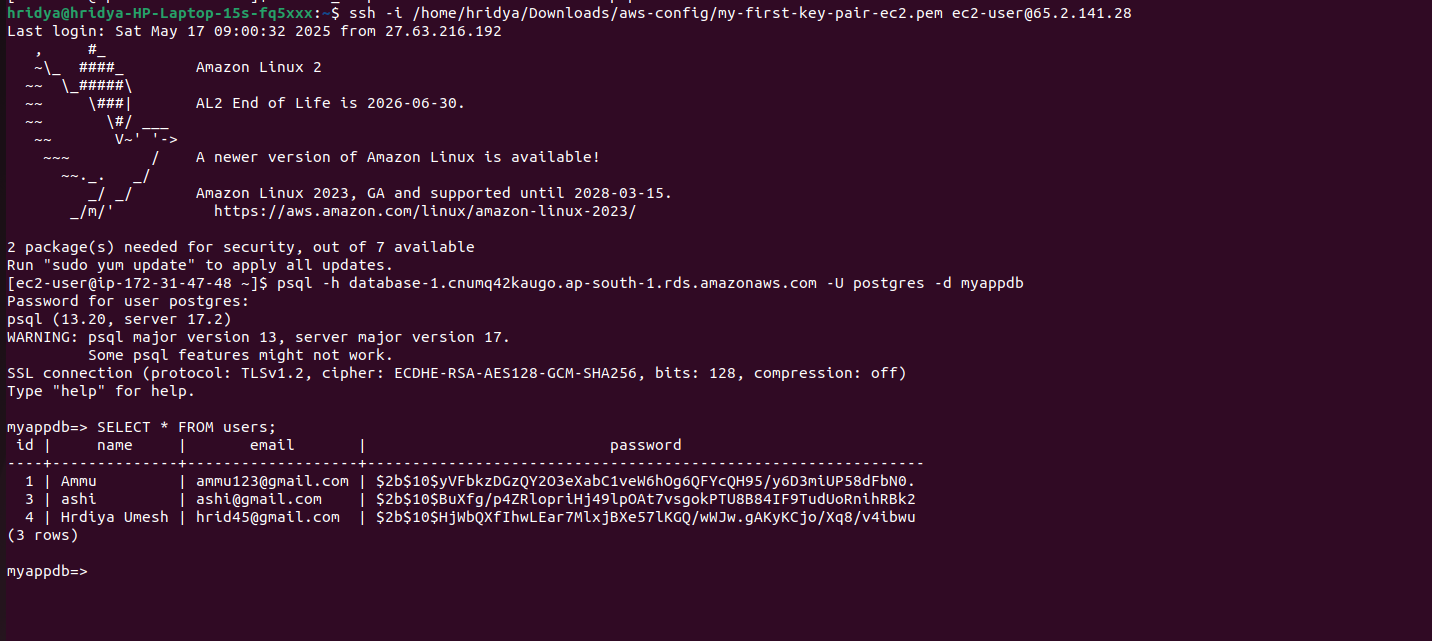 hridya@hridya-HP-Laptop-15s-fq5xxx:~$ ssh -i /home/hridya/Downloads/aws-config/my-first-key-pair-ec2.pem ec2-user@65.2.141.28
Last login: Sat May 17 09:00:32 2025 from 27.63.216.192
   ,     #_
   ~\_  ####_        Amazon Linux 2
  ~~  \_#####\
  ~~     \###|       AL2 End of Life is 2026-06-30.
  ~~       \#/ ___
   ~~       V~' '->
    ~~~         /    A newer version of Amazon Linux is available!
      ~~._.   _/
         _/ _/       Amazon Linux 2023, GA and supported until 2028-03-15.
       _/m/'           https://aws.amazon.com/linux/amazon-linux-2023/
2 package(s) needed for security, out of 7 available
Run "sudo yum update" to apply all updates.
[ec2-user@ip-172-31-47-48 ~]$ psql -h database-1.cnumq42kaugo.ap-south-1.rds.amazonaws.com -U postgres -d myappdb
Password for user postgres:
psql (13.20, server 17.2)
WARNING: psql major version 13, server major version 17.
         Some psql features might not work.
SSL connection (protocol: TLSv1.2, cipher: ECDHE-RSA-AES128-GCM-SHA256, bits: 128, compression: off)
Type "help" for help.
myappdb=> SELECT * FROM users;
 id |     name     |       email       |                           password
----+--------------+-------------------+--------------------------------------------------------------
  1 | Ammu         | ammu123@gmail.com | $2b$10$yVFbkzDGzQY2O3eXabC1veW6hOg6QFYcQH95/y6D3miUP58dFbN0.
  3 | ashi         | ashi@gmail.com    | $2b$10$BuXfg/p4ZRlopriHj49lpOAt7vsgokPTU8B84IF9TudUoRnihRBk2
  4 | Hrdiya Umesh | hrid45@gmail.com  | $2b$10$HjWbQXfIhwLEar7MlxjBXe57lKGQ/wWJw.gAKyKCjo/Xq8/v4ibwu
(3 rows)
myappdb=>